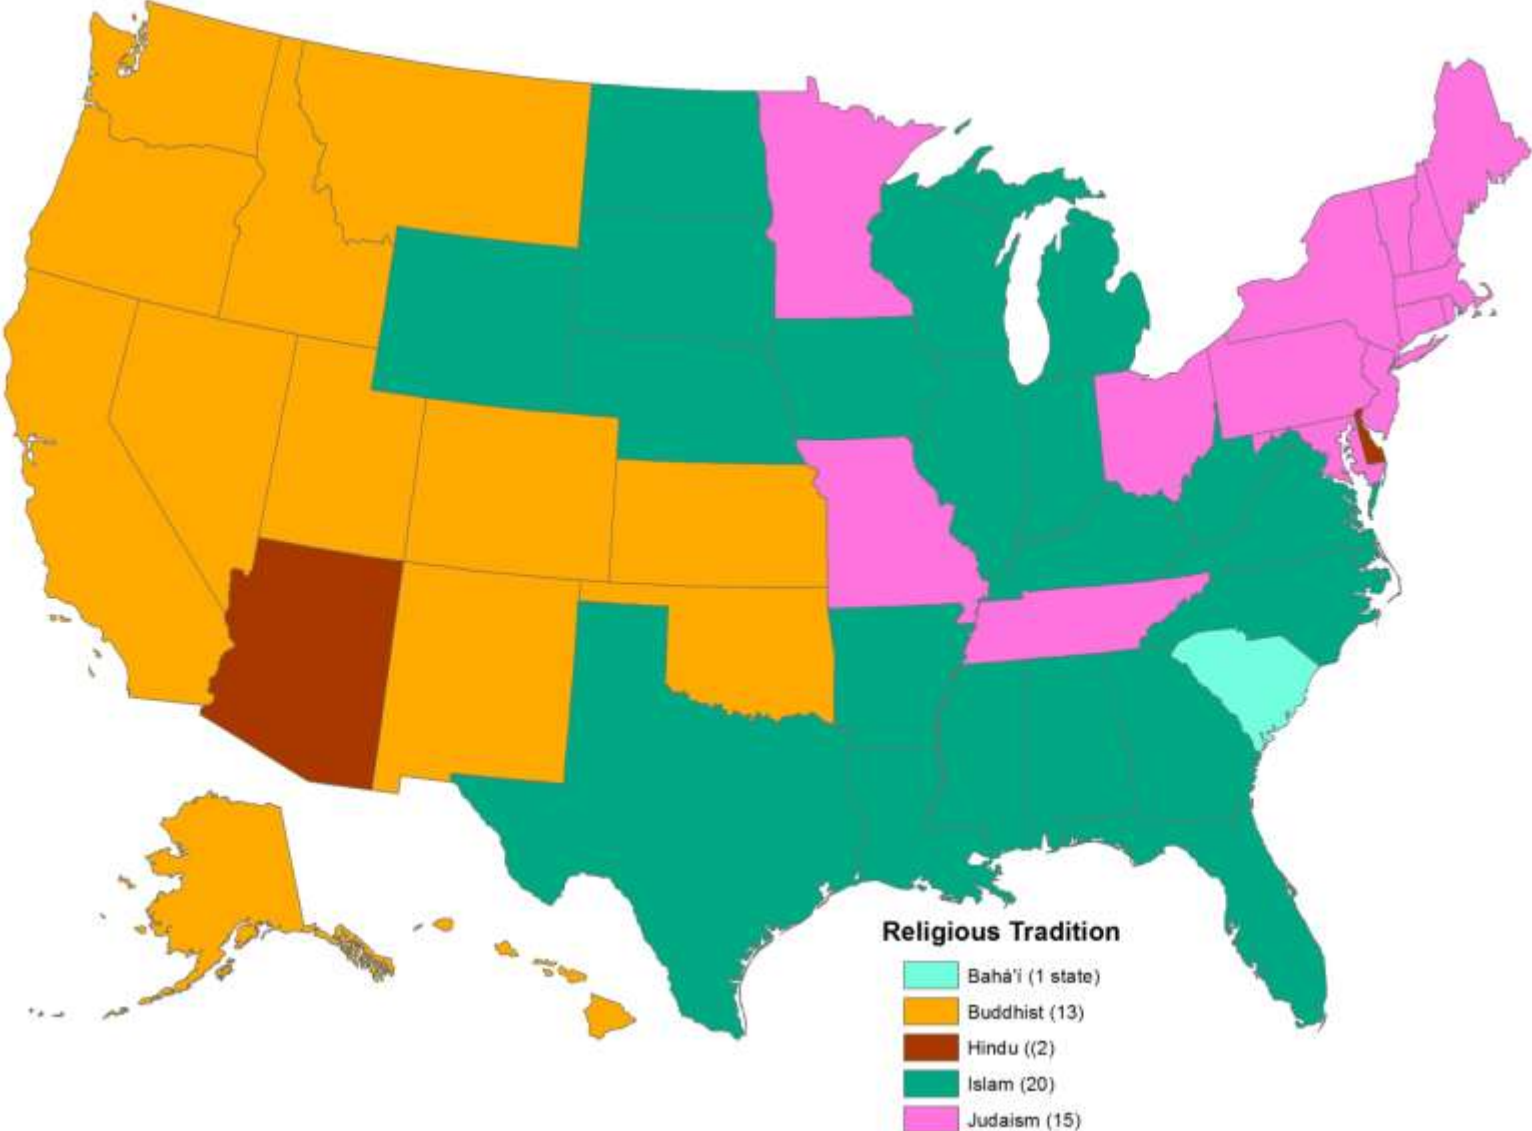 Religious Tradition
Bahá'í (1 state)
Buddhist (13)
Hindu ((2)
Islam (20)
Judaism (15)